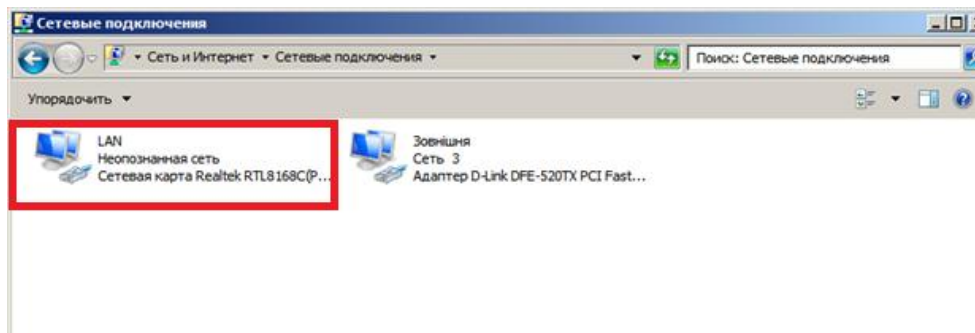 Сетевые подключения
Сеть и Интернет Сетевые подключения
Поиск: Сетевые подключения
Упорядочить
LAN
Неопознанная сеть
Сетевая карта Realtek RTL8168C(P...
Зовнішня
Сеть 3
Адаптер D-Link DFE-520TX PCI Fast...